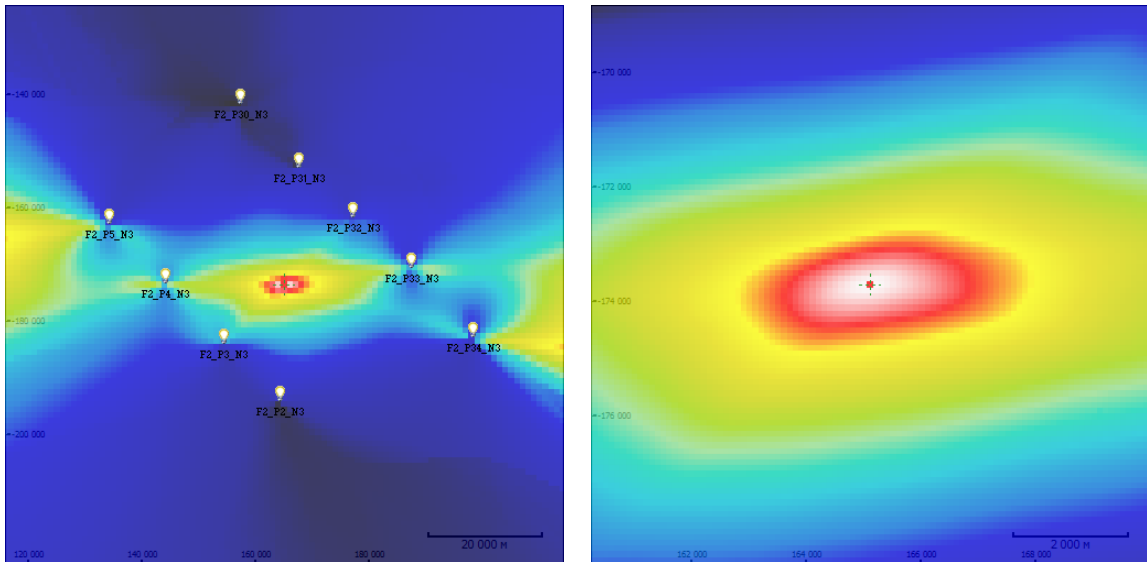 -140 000
F2_P30_N3
F2_P31_N3
-160 000
F2_P5_N3
F2_P32_N3
F2_P4_N3
F2_P33_N3
-180 000
F2_P3_N3
F2_P34_N3
F2_P2_N3
-200 000
20 000 м
120 000 140 000 160 000 180 000
-170 000
-172 000
-174 000
-176 000
2 000 м
162 000 164 000 166 000 168 000